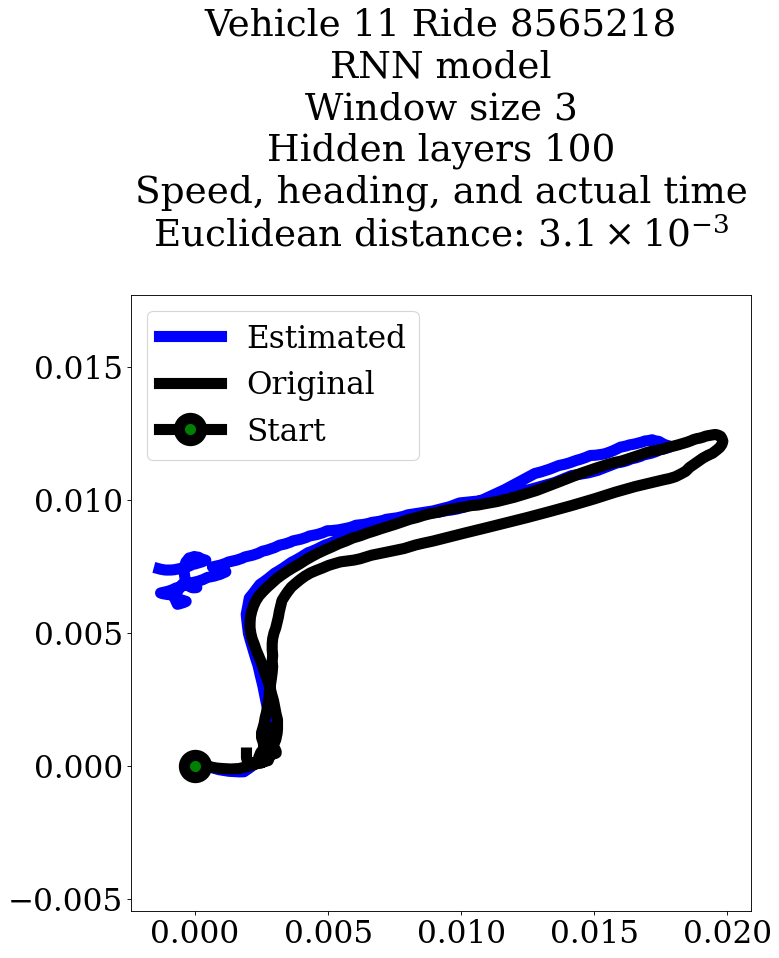 Vehicle 11 Ride 8565218
RNN model
Window size 3
Hidden layers 100
Speed, heading, and actual time
Euclidean distance: 3.1 × 10⁻³
Estimated
Original
Start
0.015
0.010
0.005
0.000
−0.005
0.000 0.005 0.010 0.015 0.020